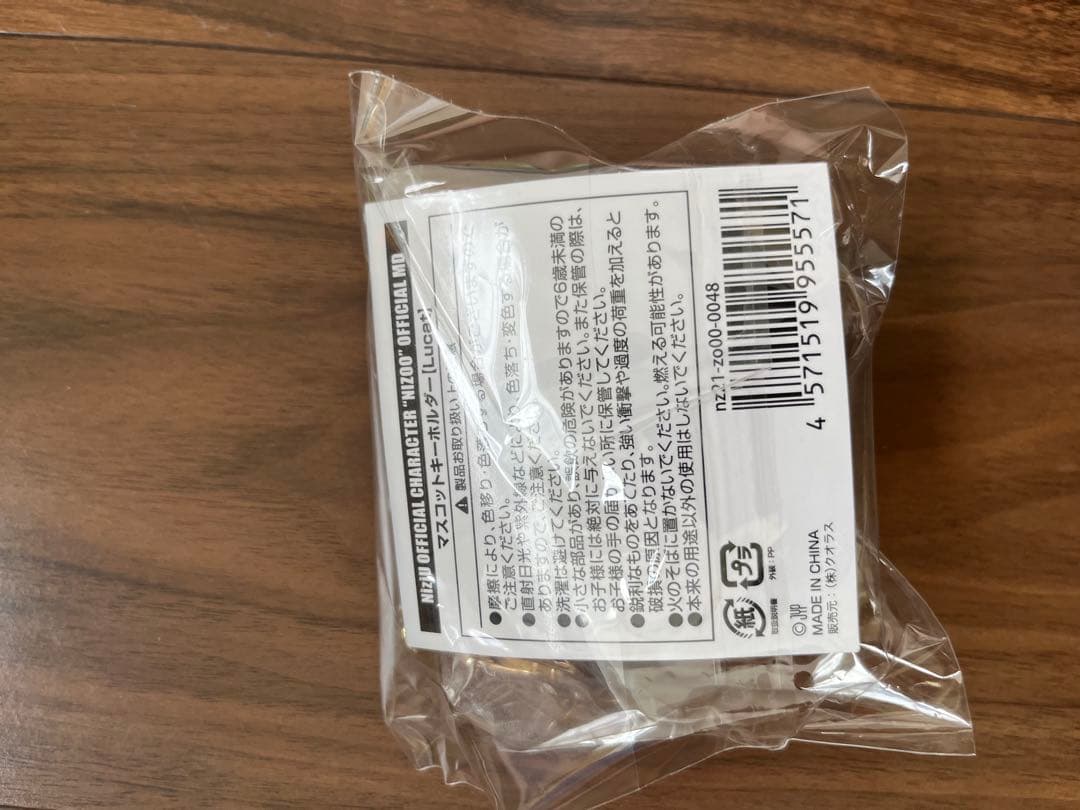 NiziU OFFICIAL CHARACTER "NIZOO" OFFICIAL MD
マスコットキーホルダー [Lucat]
製品お取り扱い
●摩擦により、色移り・色落ちする場合が
ご注意ください。
●直射日光や紫外線などにより、色落ち・変色する場合が
ありますので、ご注意ください。
●洗濯は避けてください。
●小さな部品があり、誤飲の危険がありますので6歳未満の
お子様には絶対に与えないでください。また保管の際は、
お子様の手の届かない所に保管してください。
●鋭利なものをあてたり、強い衝撃や過度の荷重を加えると
破損の原因となります。
●火のそばに置かないでください。燃える可能性があります。
●本来の用途以外の使用はしないでください。
紙
取扱説明書
プラ
外装:PP
nz21-zo00-0048
4 571519 955571
© JYP
MADE IN CHINA
販売元:(株)クオラス